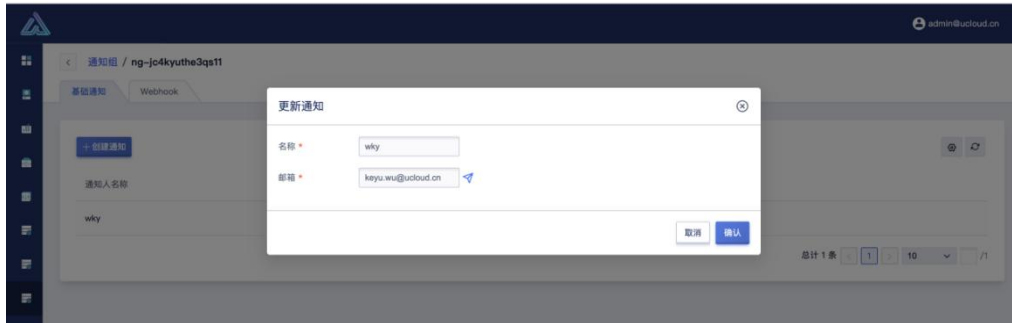 admin@ucloud.cn
通知组 / ng-jc4kyuthe3qs11
基础通知 Webhook
更新通知
+ 创建通知
名称 * wky
邮箱 * keyu.wu@ucloud.cn
通知人名称
wky
取消 确认
总计 1 条 < 1 > 10 /1